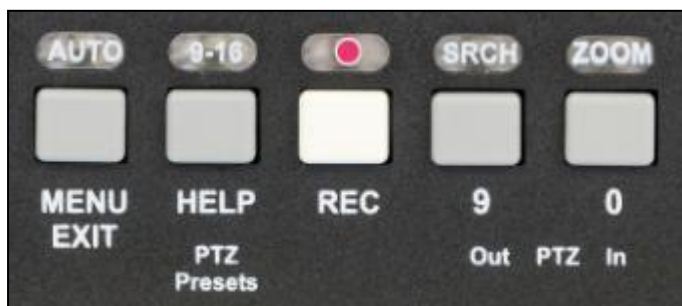 AUTO 9-16 SRCH ZOOM
MENU HELP REC 9 0
EXIT
PTZ Out PTZ In
Presets